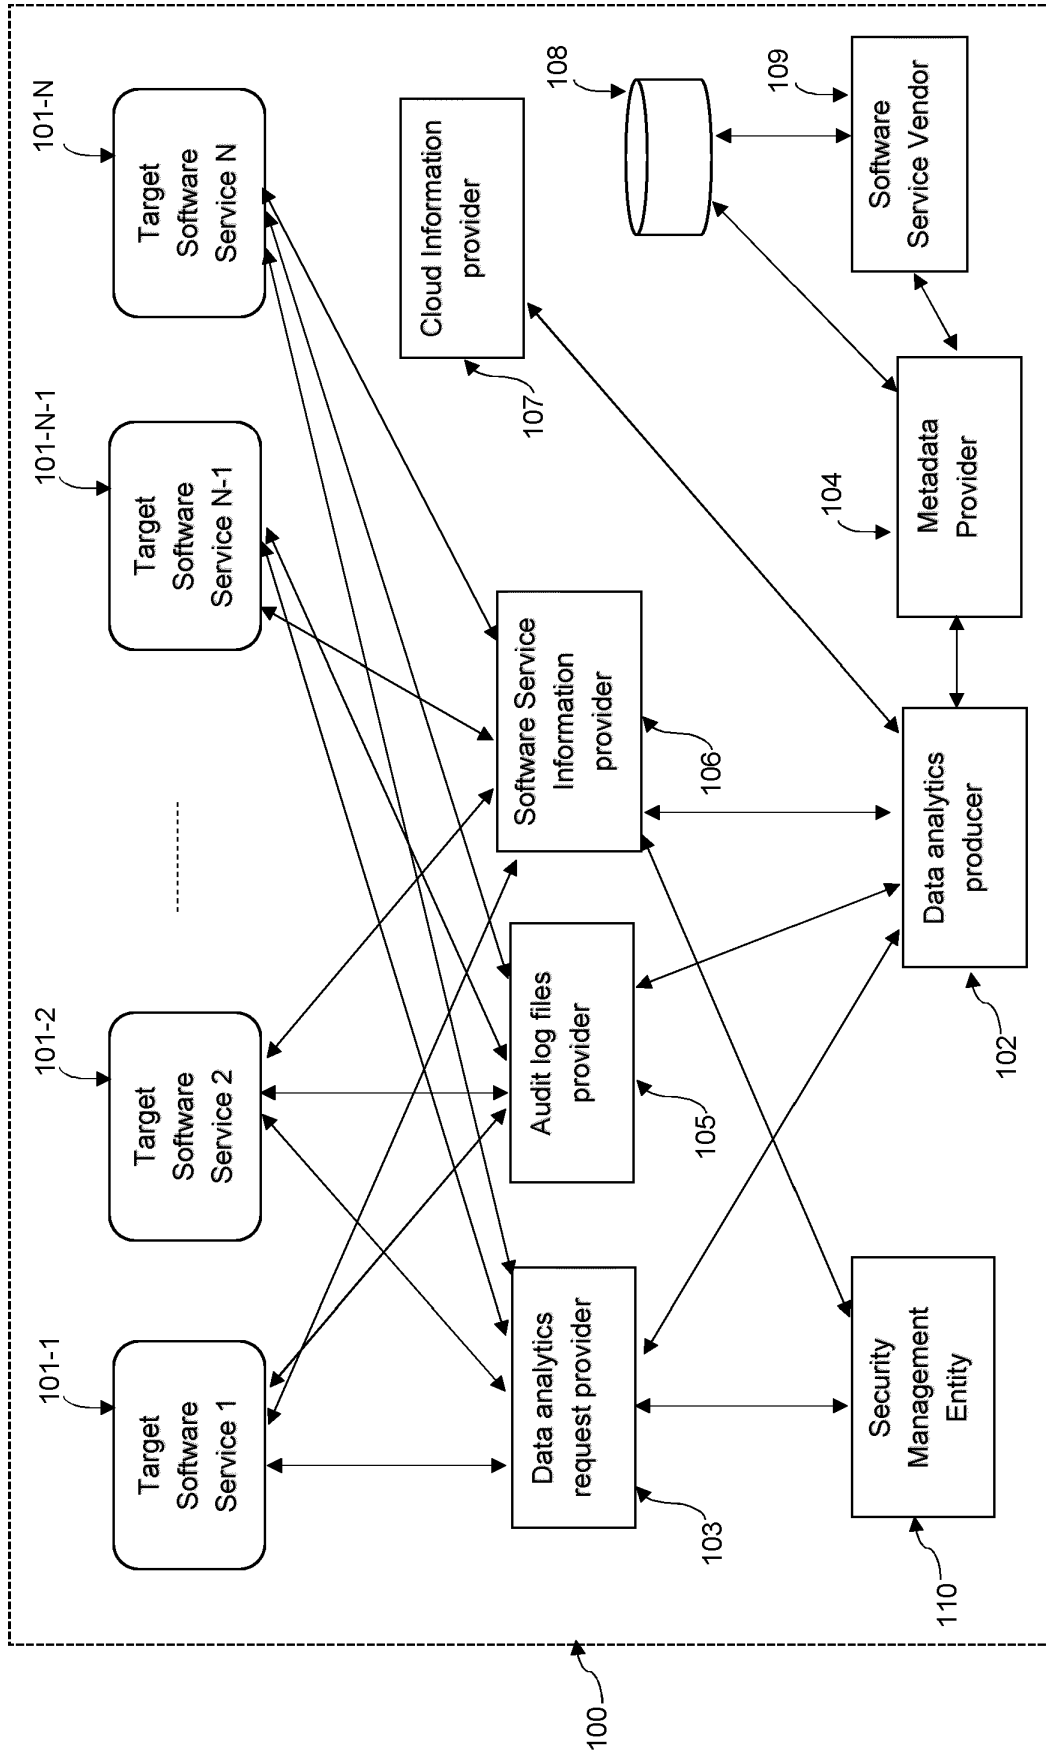 101-1
101-2
101-N-1
101-N
Target
Software
Service 1
Target
Software
Service 2
Target
Software
Service N-1
Target
Software
Service N
Cloud Information
provider
107
108
109
Data analytics
request provider
103
Audit log files
provider
105
Software Service
Information
provider
106
Software
Service Vendor
104
Security
Management
Entity
110
Data analytics
producer
102
Metadata
Provider
100